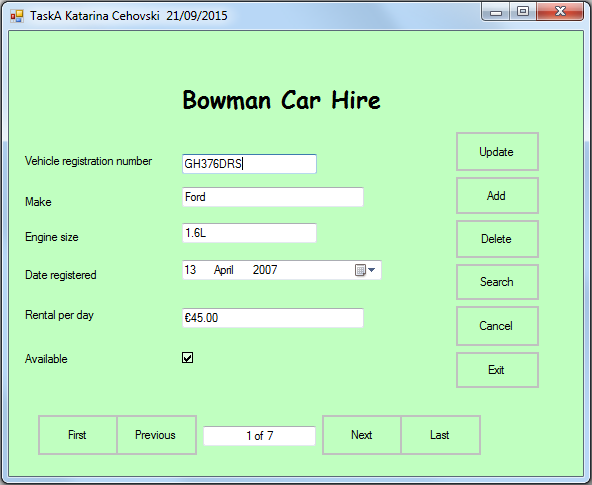 TaskA Katarina Cehovski 21/09/2015
Bowman Car Hire
Vehicle registration number GH376DRS
Make Ford
Engine size 1.6L
Date registered 13 April 2007
Rental per day €45.00
Available
Update
Add
Delete
Search
Cancel
Exit
First Previous 1 of 7 Next Last